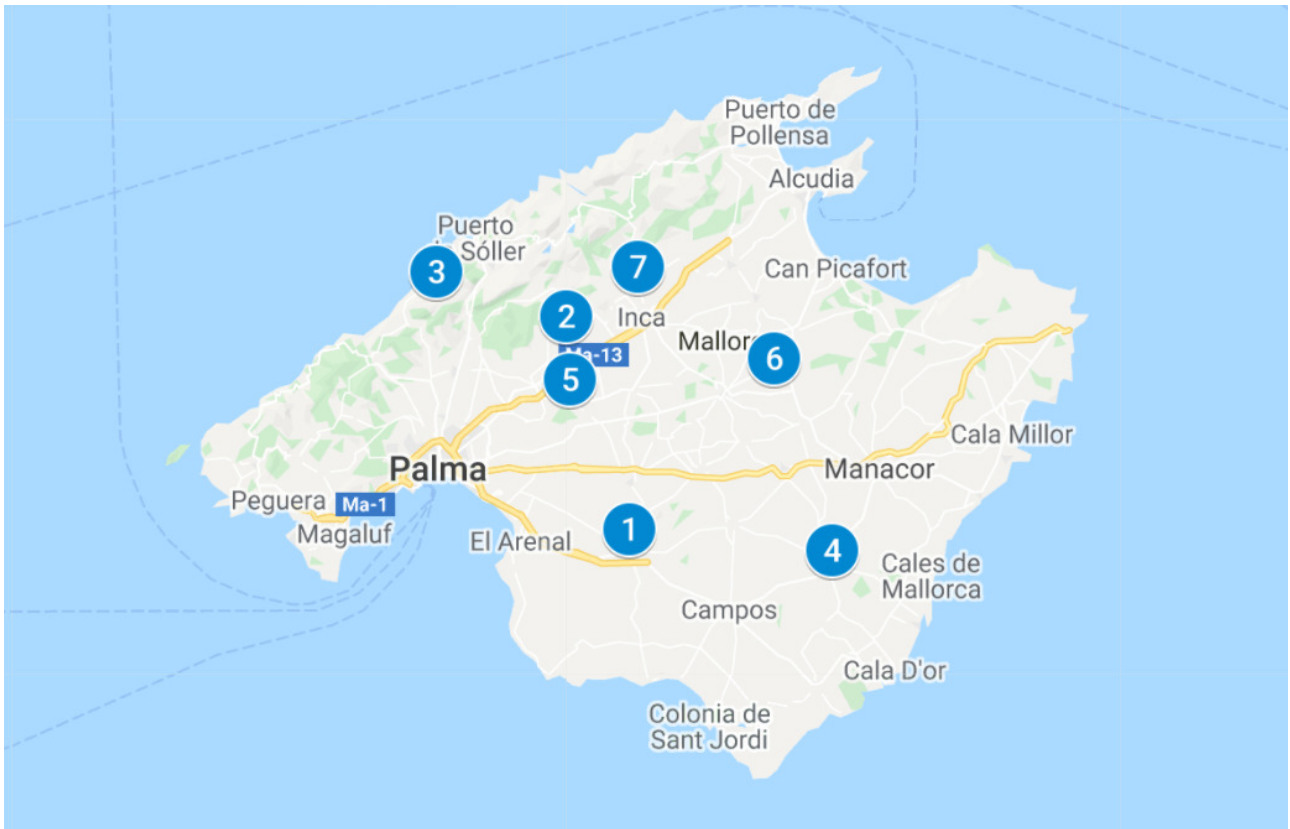 Puerto de
Pollensa
Alcudia
Puerto
Sóller
3
7
Can Picafort
2
Inca
Ma-13
6
5
Cala Millor
Palma
Manacor
Peguera
Ma-1
Magaluf
El Arenal
1
4
Cales de
Mallorca
Campos
Cala D'or
Colonia de
Sant Jordi